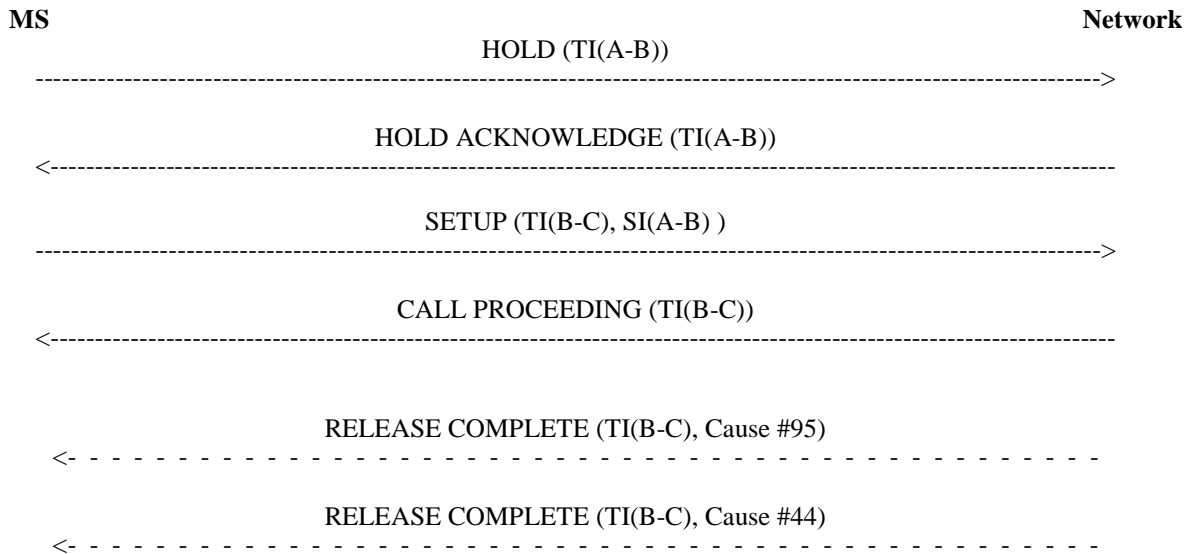 MS Network
HOLD (TI(A-B))
HOLD ACKNOWLEDGE (TI(A-B))
SETUP (TI(B-C), SI(A-B) )
CALL PROCEEDING (TI(B-C))
RELEASE COMPLETE (TI(B-C), Cause #95)
RELEASE COMPLETE (TI(B-C), Cause #44)